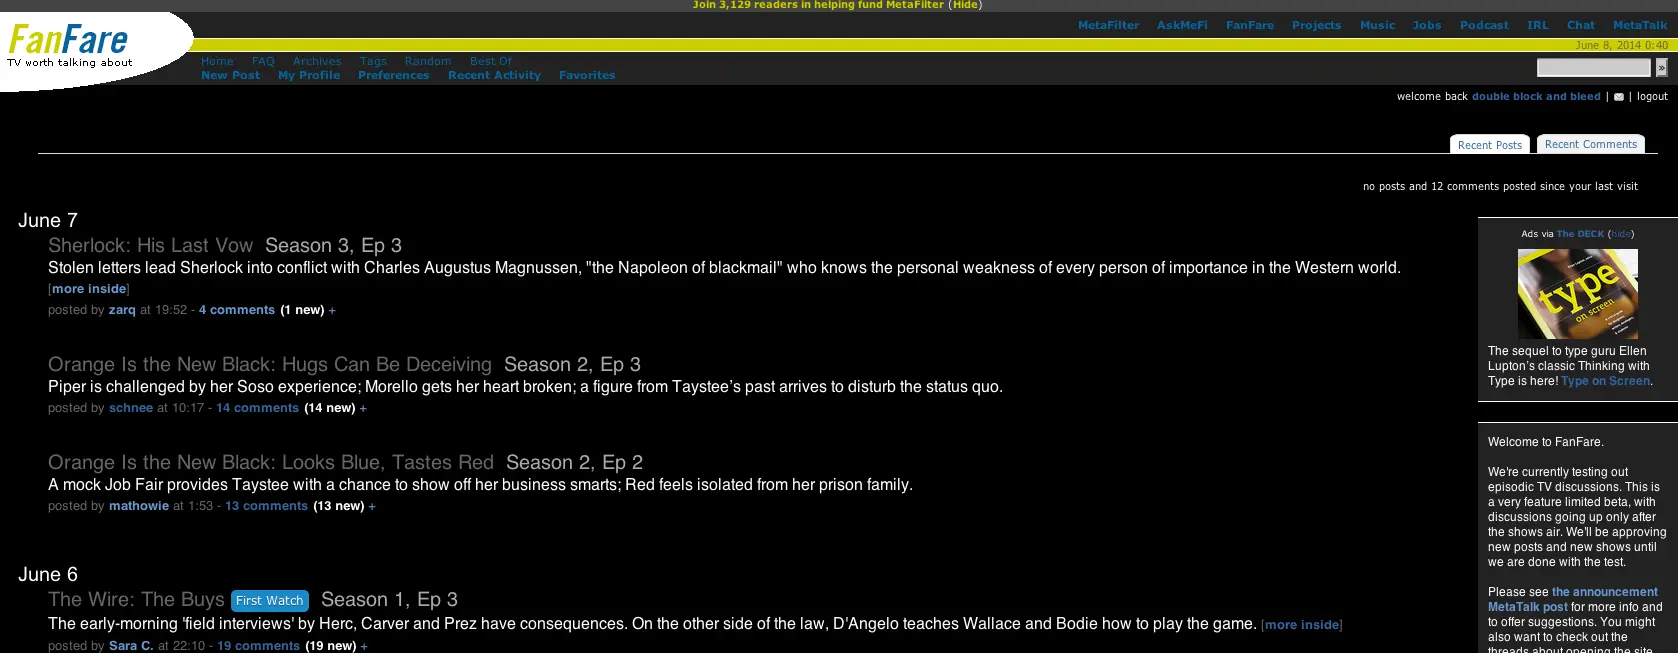 Join 3,129 readers in helping fund MetaFilter (Hide)
MetaFilter AskMeFi FanFare Projects Music Jobs Podcast IRL Chat MetaTalk
FanFare
TV worth talking about
June 8, 2014 0:40
Home FAQ Archives Tags Random Best Of
New Post My Profile Preferences Recent Activity Favorites
»
welcome back double block and bleed | | logout
Recent Posts Recent Comments
no posts and 12 comments posted since your last visit
June 7
Sherlock: His Last Vow Season 3, Ep 3
Stolen letters lead Sherlock into conflict with Charles Augustus Magnussen, "the Napoleon of blackmail" who knows the personal weakness of every person of importance in the Western world.
[more inside]
posted by zarq at 19:52 - 4 comments (1 new) +
Orange Is the New Black: Hugs Can Be Deceiving Season 2, Ep 3
Piper is challenged by her Soso experience; Morello gets her heart broken; a figure from Taystee’s past arrives to disturb the status quo.
posted by schnee at 10:17 - 14 comments (14 new) +
Orange Is the New Black: Looks Blue, Tastes Red Season 2, Ep 2
A mock Job Fair provides Taystee with a chance to show off her business smarts; Red feels isolated from her prison family.
posted by mathowie at 1:53 - 13 comments (13 new) +
June 6
The Wire: The Buys First Watch Season 1, Ep 3
The early-morning 'field interviews' by Herc, Carver and Prez have consequences. On the other side of the law, D'Angelo teaches Wallace and Bodie how to play the game. [more inside]
posted by Sara C. at 22:10 - 19 comments (19 new) +
Ads via The DECK (hide)
type
on screen
The sequel to type guru Ellen
Lupton’s classic Thinking with
Type is here! Type on Screen.
Welcome to FanFare.
We're currently testing out
episodic TV discussions. This is
a very feature limited beta, with
discussions going up only after
the shows air. We'll be approving
new posts and new shows until
we are done with the test.
Please see the announcement
MetaTalk post for more info and
to offer suggestions. You might
also want to check out the
threads about opening the site